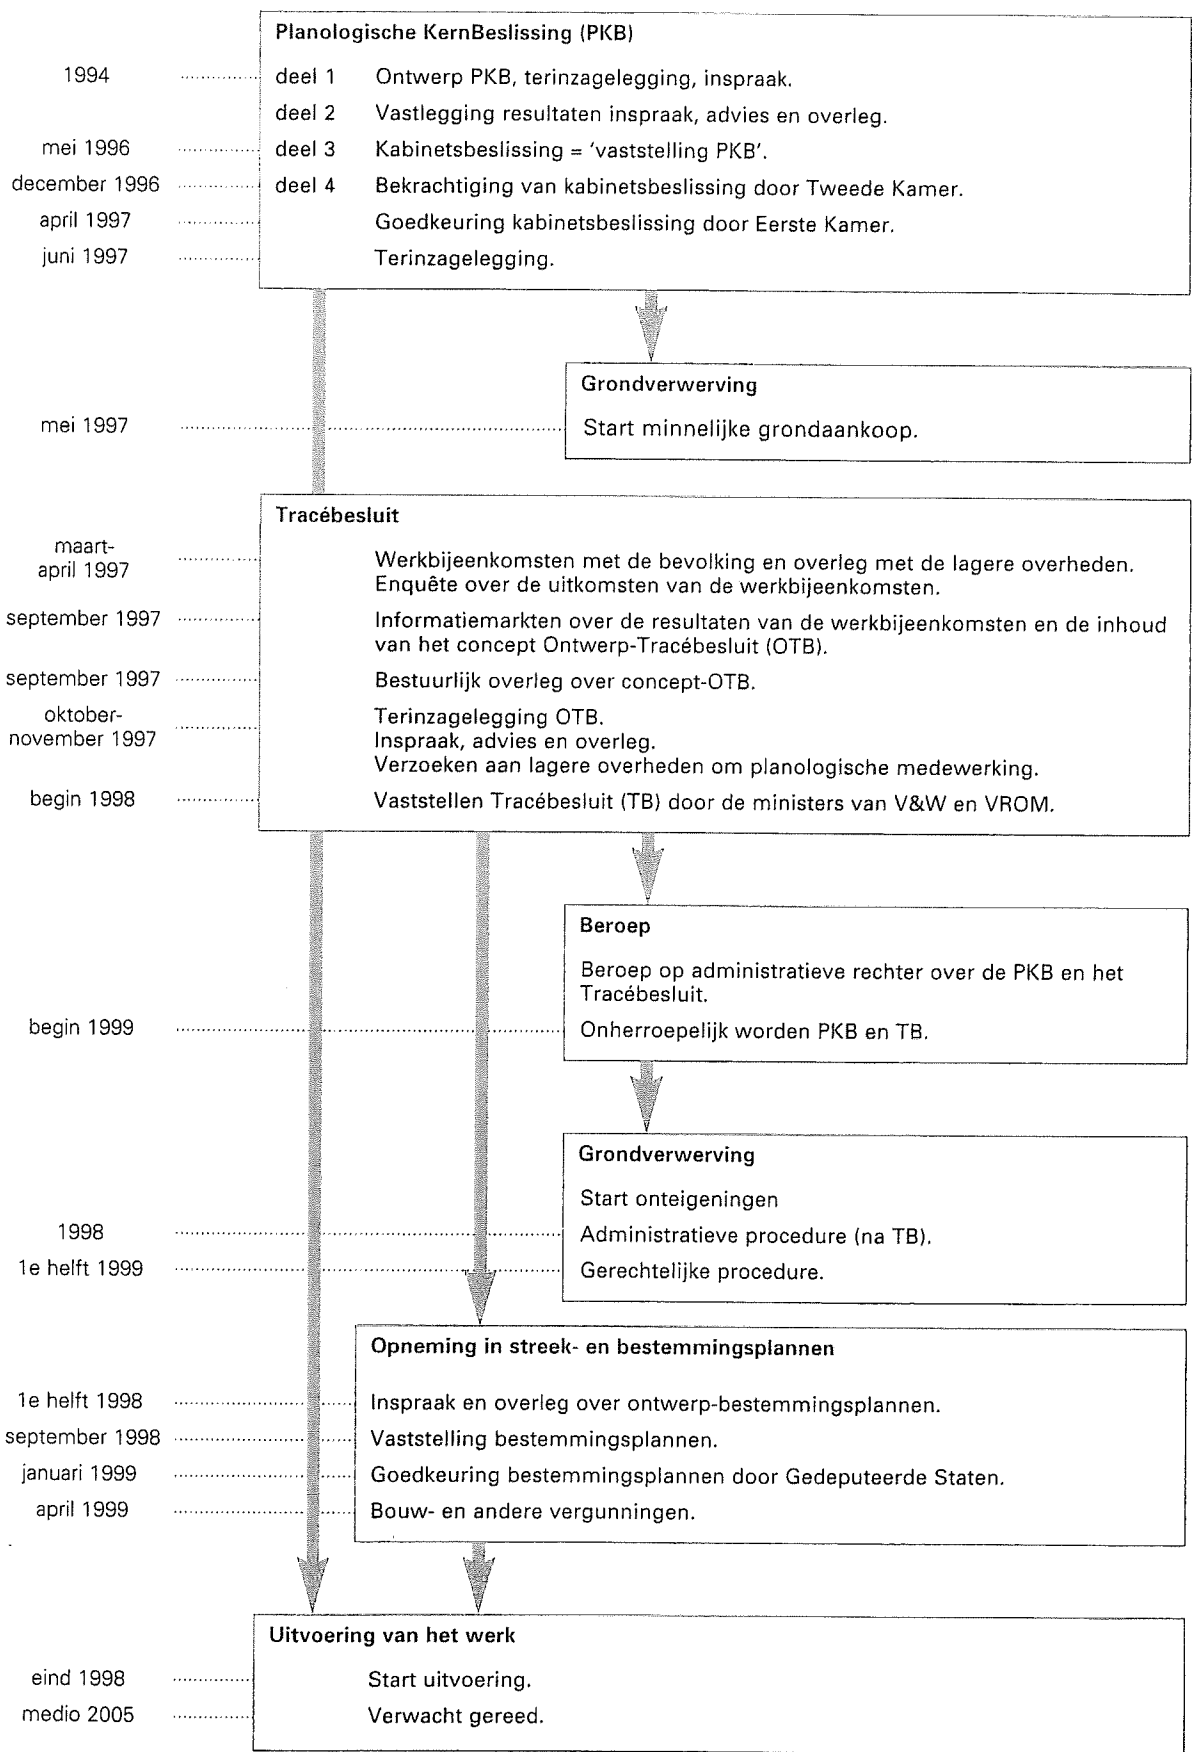 Planologische KernBeslissing (PKB)
1994 deel 1 Ontwerp PKB, terinzagelegging, inspraak.
deel 2 Vastlegging resultaten inspraak, advies en overleg.
mei 1996 deel 3 Kabinetsbeslissing = 'vaststelling PKB'.
december 1996 deel 4 Bekrachtiging van kabinetsbeslissing door Tweede Kamer.
april 1997 Goedkeuring kabinetsbeslissing door Eerste Kamer.
juni 1997 Terinzagelegging.
Grondverwerving
mei 1997 Start minnelijke grondaankoop.
Tracébesluit
maart-
april 1997
Werkbijeenkomsten met de bevolking en overleg met de lagere overheden.
Enquête over de uitkomsten van de werkbijeenkomsten.
september 1997 Informatiemarkten over de resultaten van de werkbijeenkomsten en de inhoud
van het concept Ontwerp-Tracébesluit (OTB).
september 1997 Bestuurlijk overleg over concept-OTB.
oktober-
november 1997
Terinzagelegging OTB.
Inspraak, advies en overleg.
Verzoeken aan lagere overheden om planologische medewerking.
begin 1998 Vaststellen Tracébesluit (TB) door de ministers van V&W en VROM.
Beroep
Beroep op administratieve rechter over de PKB en het
Tracébesluit.
begin 1999 Onherroepelijk worden PKB en TB.
Grondverwerving
Start onteigeningen
1998 Administratieve procedure (na TB).
1e helft 1999 Gerechtelijke procedure.
Opneming in streek- en bestemmingsplannen
1e helft 1998 Inspraak en overleg over ontwerp-bestemmingsplannen.
september 1998 Vaststelling bestemmingsplannen.
januari 1999 Goedkeuring bestemmingsplannen door Gedeputeerde Staten.
april 1999 Bouw- en andere vergunningen.
Uitvoering van het werk
eind 1998 Start uitvoering.
medio 2005 Verwacht gereed.